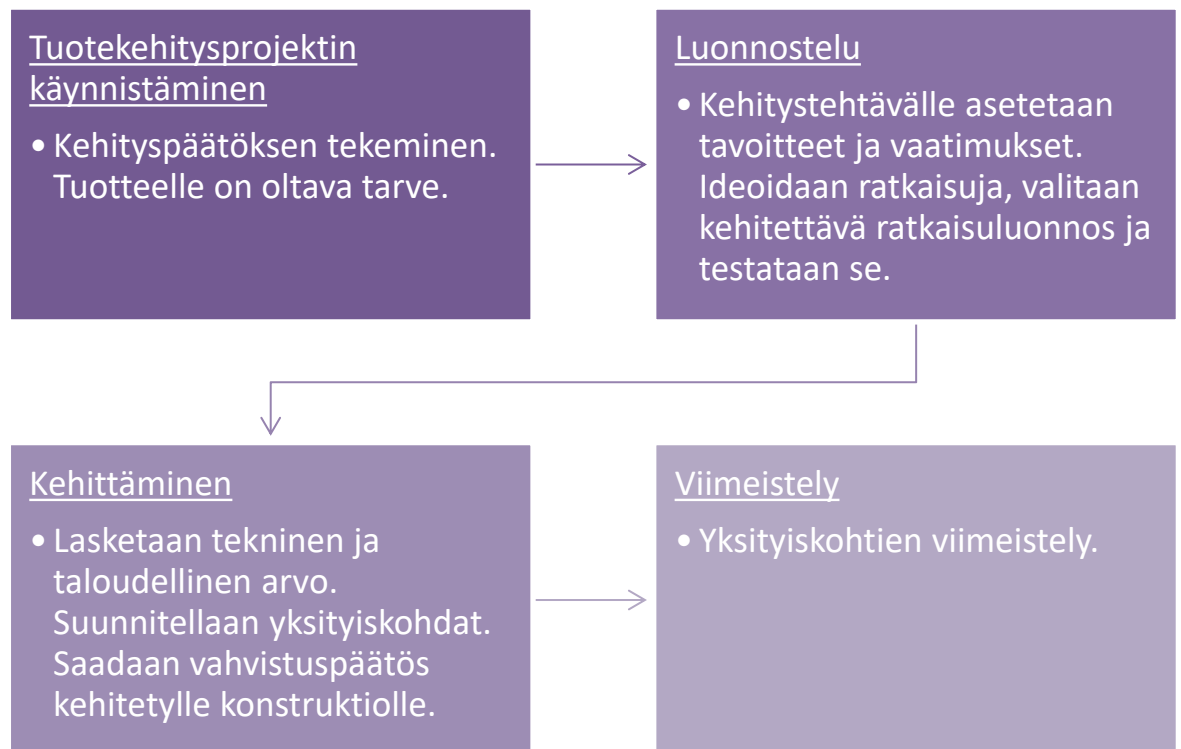 Tuotekehitysprojektin
käynnistäminen
• Kehityspäätöksen tekeminen.
Tuotteelle on oltava tarve.
Luonnostelu
• Kehitystehtävälle asetetaan
tavoitteet ja vaatimukset.
Ideoidaan ratkaisuja, valitaan
kehitettävä ratkaisuluonnos ja
testataan se.
Kehittäminen
• Lasketaan tekninen ja
taloudellinen arvo.
Suunnitellaan yksityiskohdat.
Saadaan vahvistuspäätös
kehitetylle konstruktiolle.
Viimeistely
• Yksityiskohtien viimeistely.